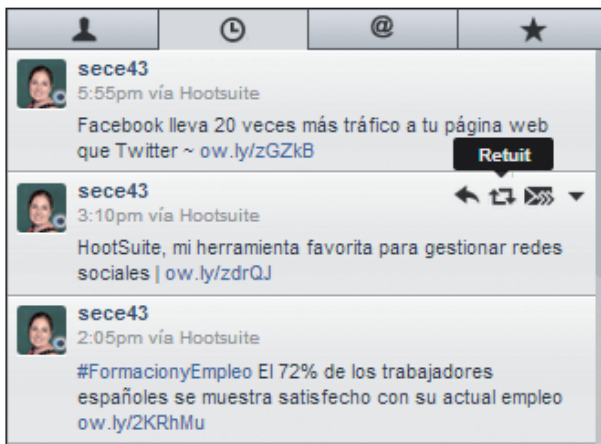 @
sece43
5:55pm vía Hootsuite
Facebook lleva 20 veces más tráfico a tu página web
que Twitter ~ ow.ly/zGZkB
Retuit
sece43
3:10pm vía Hootsuite
HootSuite, mi herramienta favorita para gestionar redes
sociales | ow.ly/zdrQJ
sece43
2:05pm vía Hootsuite
#FormacionyEmpleo El 72% de los trabajadores
españoles se muestra satisfecho con su actual empleo
ow.ly/2KRhMu